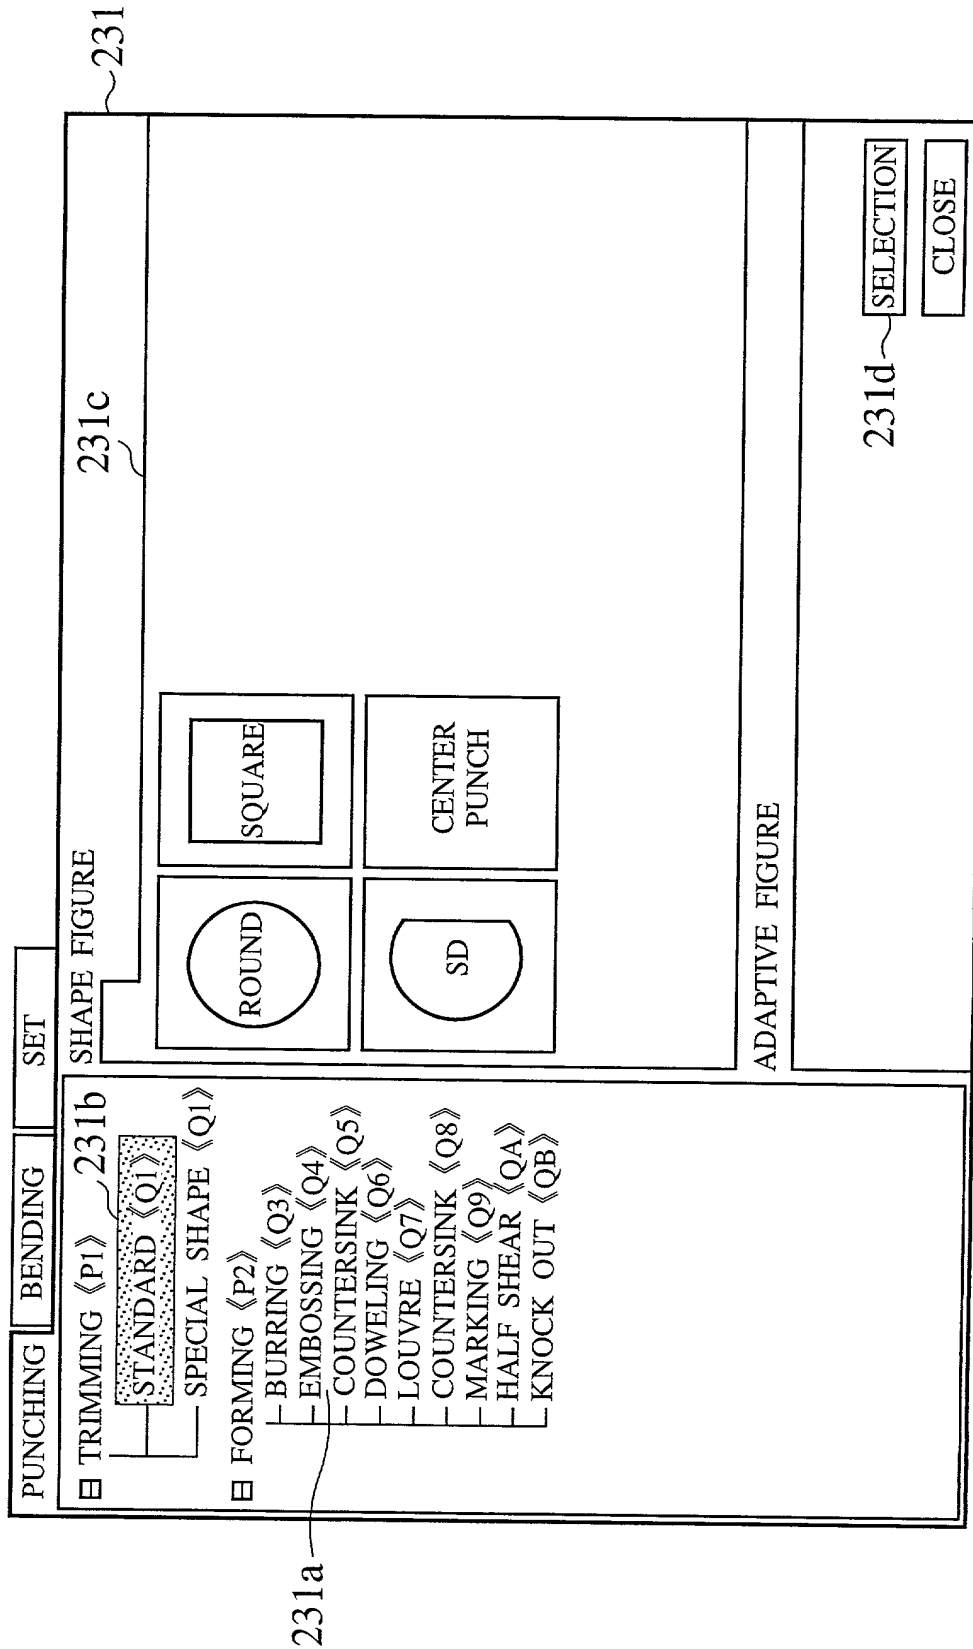 231
PUNCHING
BENDING
SET
⊟ TRIMMING 《P1》
231b
STANDARD 《Q1》
SPECIAL SHAPE 《Q1》
⊟ FORMING 《P2》
BURRING 《Q3》
EMBOSSING 《Q4》
COUNTERSINK 《Q5》
DOWELING 《Q6》
LOUVRE 《Q7》
COUNTERSINK 《Q8》
MARKING 《Q9》
HALF SHEAR 《QA》
KNOCK OUT 《QB》
231a
SHAPE FIGURE
231c
ROUND
SQUARE
SD
CENTER
PUNCH
ADAPTIVE FIGURE
231d
SELECTION
CLOSE